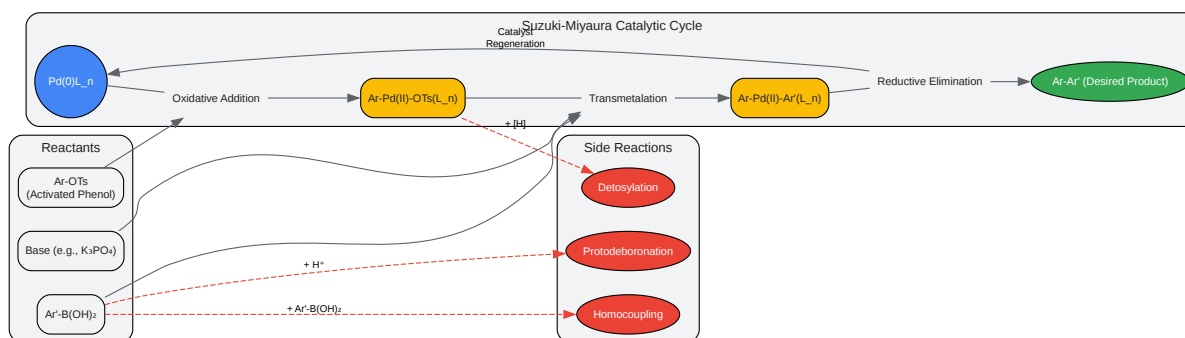 Suzuki-Miyaura Catalytic Cycle
Catalyst
Regeneration
Pd(0)L_n
Oxidative Addition
Ar-Pd(II)-OTs(L_n)
Transmetalation
Ar-Pd(II)-Ar'(L_n)
Reductive Elimination
Ar-Ar' (Desired Product)
+ [H]
Reactants
Side Reactions
Ar-OTs
(Activated Phenol)
Detosylation
Base (e.g., K₃PO₄)
Protodeboronation
+ H⁺
Ar'-B(OH)₂
+ Ar'-B(OH)₂
Homocoupling